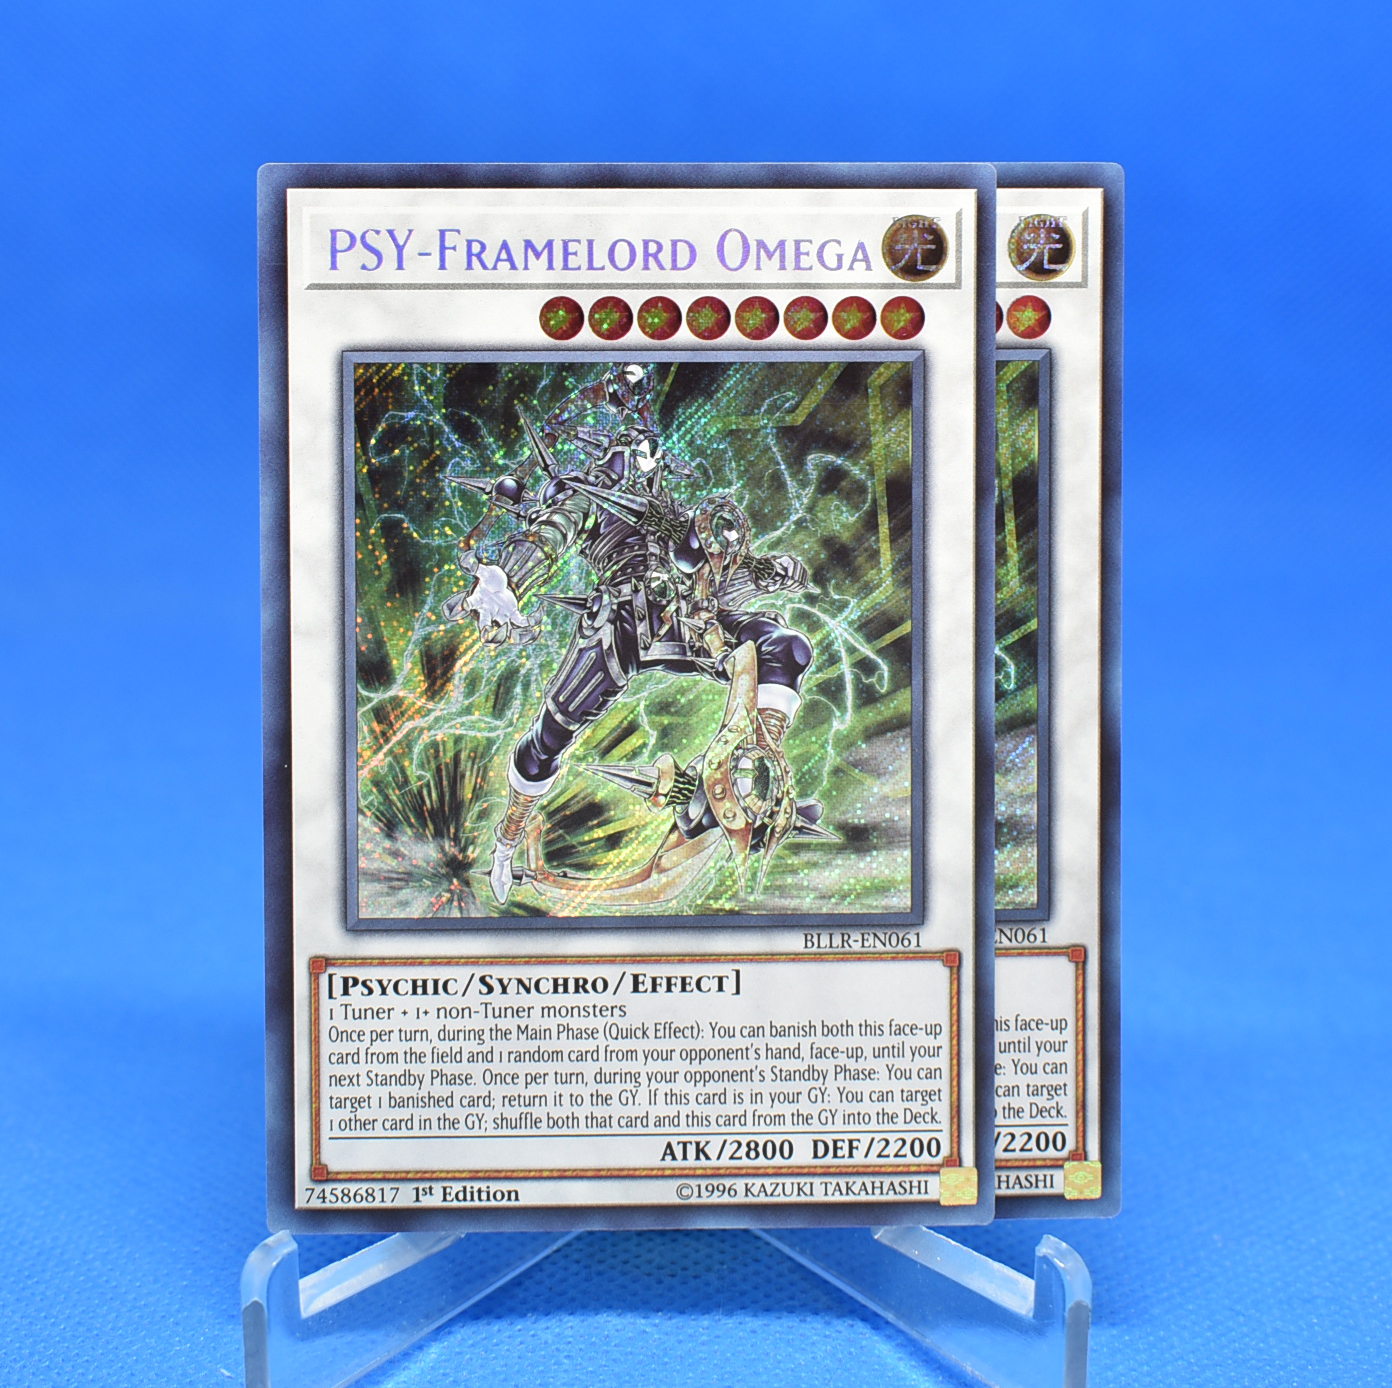 PSY-FRAMELORD OMEGA
LIGHT
光
LIGHT
光
BLLR-EN061
EN061
[PSYCHIC/SYNCHRO/EFFECT]
1 Tuner + 1+ non-Tuner monsters
Once per turn, during the Main Phase (Quick Effect): You can banish both this face-up
card from the field and 1 random card from your opponent's hand, face-up, until your
next Standby Phase. Once per turn, during your opponent's Standby Phase: You can
target 1 banished card; return it to the GY. If this card is in your GY: You can target
1 other card in the GY; shuffle both that card and this card from the GY into the Deck.
ATK/2800 DEF/2200
74586817 1st Edition
©1996 KAZUKI TAKAHASHI
is face-up
until your
e: You can
can target
the Deck.
/2200
HASHI